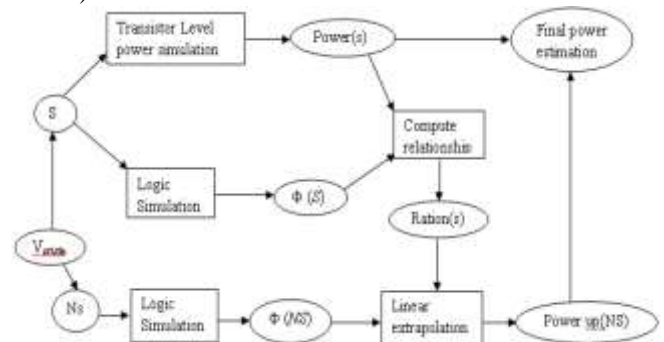 )
Transistor Level
power simulation
Power(s)
Final power
estimation
S
Compute
relationship
Logic
Simulation
Φ (S)
Ration(s)
Ns
Logic
Simulation
Φ (NS)
Linear
extrapolation
Power up(NS)